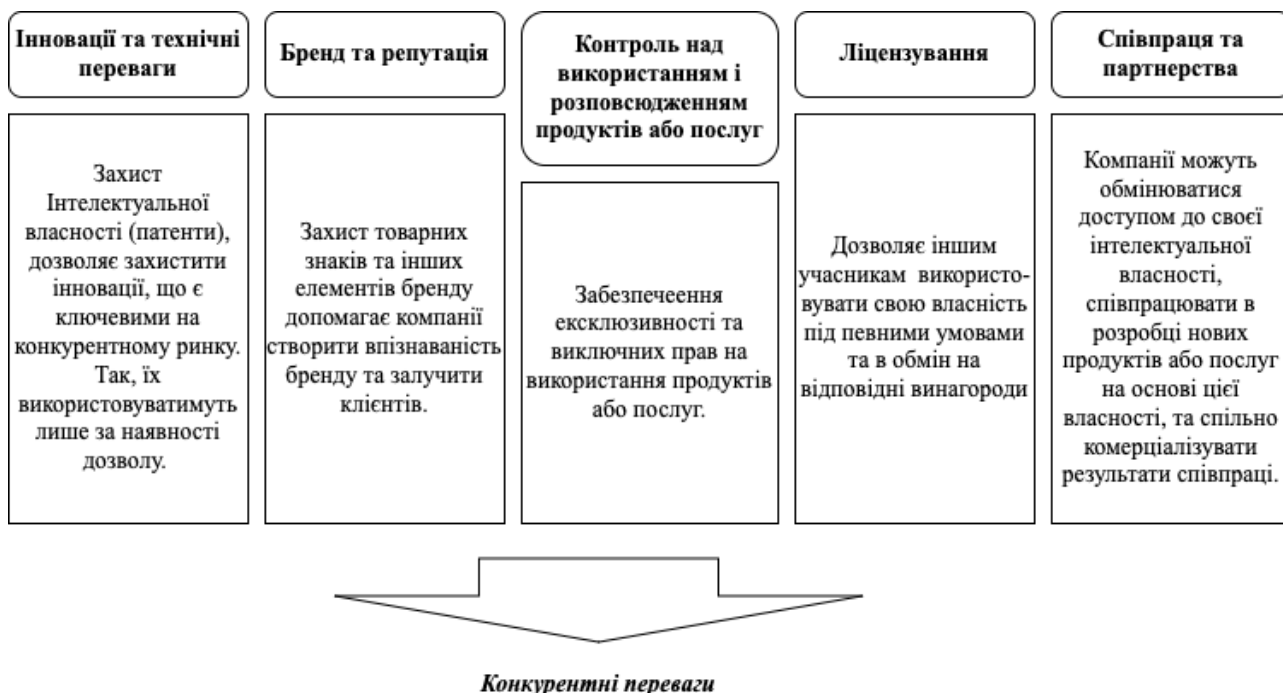 Інновації та технічні
переваги
Захист
Інтелектуальної
власності (патенти),
дозволяє захистити
інновації, що є
ключевими на
конкурентному ринку.
Так, їх
використовуватимуть
лише за наявності
дозволу.
Бренд та репутація
Захист товарних
знаків та інших
елементів бренду
допомагає компанії
створити впізнаваність
бренду та залучити
клієнтів.
Контроль над
використанням і
розповсюдженням
продуктів або послуг
Забезпечеення
ексклюзивності та
виключних прав на
використання продуктів
або послуг.
Ліцензування
Дозволяє іншим
учасникам використо-
вувати свою власність
під певними умовами
та в обмін на
відповідні винагороди
Співпраця та
партнерства
Компанії можуть
обмінюватися
доступом до своєї
інтелектуальної
власності,
співпрацювати в
розробці нових
продуктів або послуг
на основі цієї
власності, та спільно
комерціалізувати
результати співпраці.
Конкурентні переваги